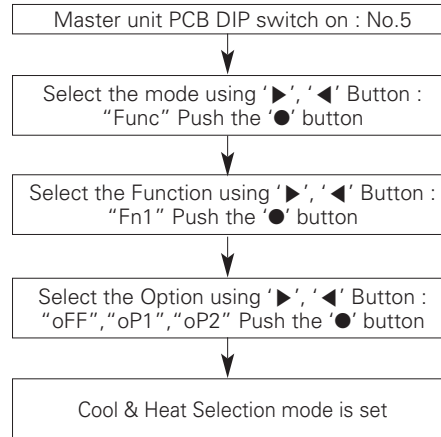 Master unit PCB DIP switch on : No.5
Select the mode using ‘▶’, ‘◀’ Button :
“Func” Push the ‘●’ button
Select the Function using ‘▶’, ‘◀’ Button :
“Fn1” Push the ‘●’ button
Select the Option using ‘▶’, ‘◀’ Button :
“oFF”,“oP1”,“oP2” Push the ‘●’ button
Cool & Heat Selection mode is set